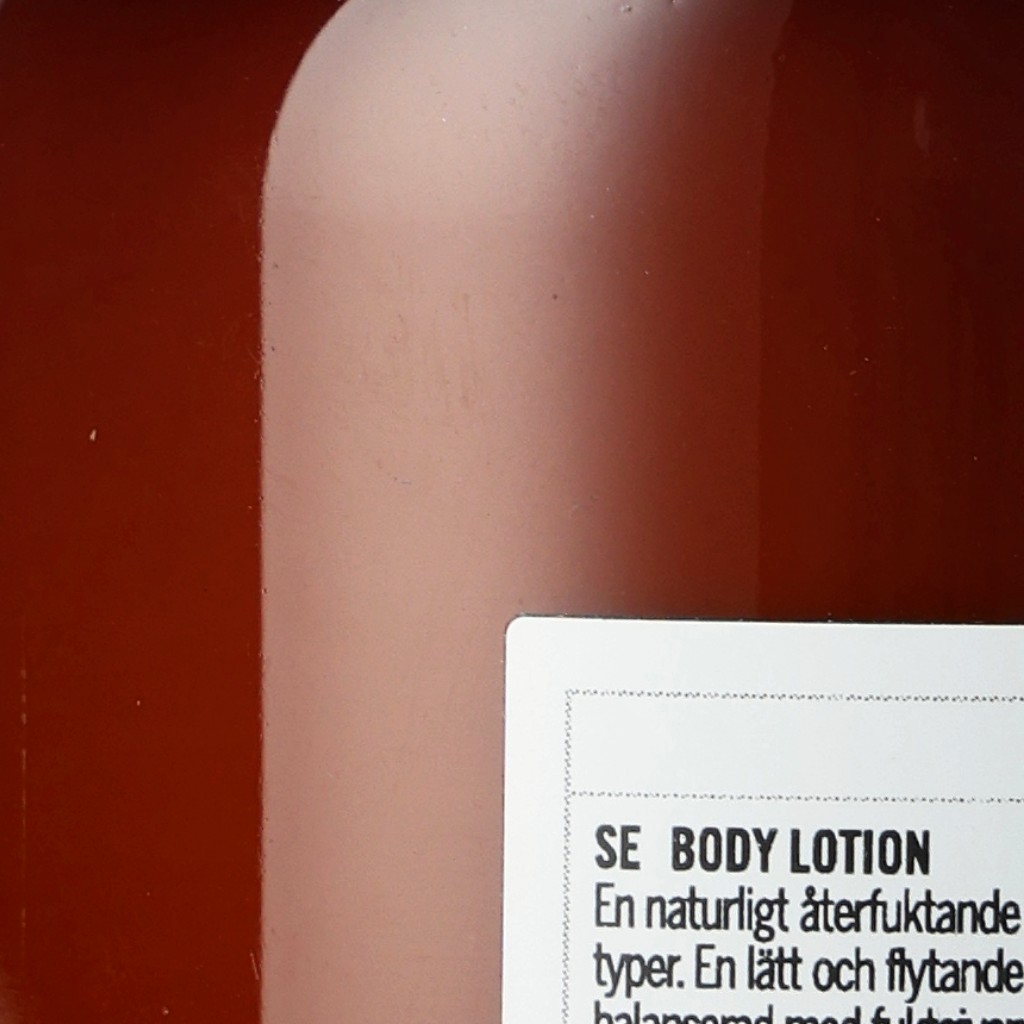 SE BODY LOTION
En naturligt återfuktande
typer. En lätt och flytande